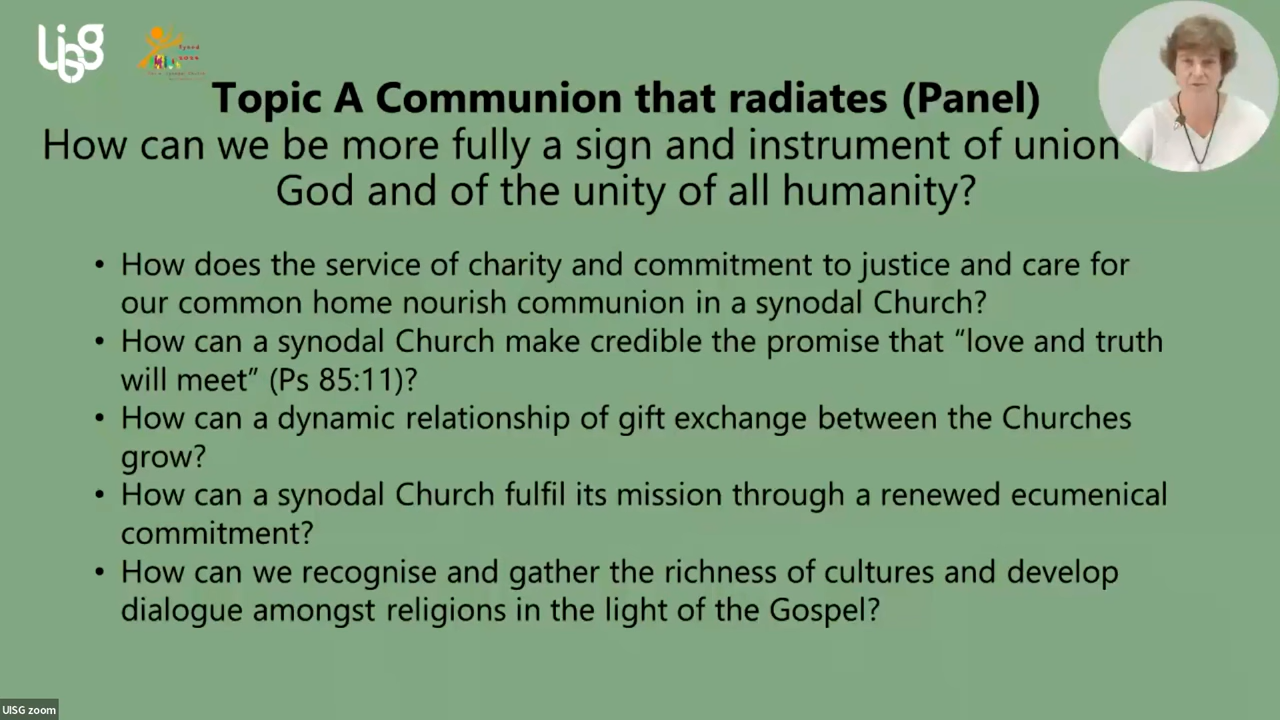 UISG
Topic A Communion that radiates (Panel)
How can we be more fully a sign and instrument of union
God and of the unity of all humanity?
• How does the service of charity and commitment to justice and care for
our common home nourish communion in a synodal Church?
• How can a synodal Church make credible the promise that “love and truth
will meet” (Ps 85:11)?
• How can a dynamic relationship of gift exchange between the Churches
grow?
• How can a synodal Church fulfil its mission through a renewed ecumenical
commitment?
• How can we recognise and gather the richness of cultures and develop
dialogue amongst religions in the light of the Gospel?
UISG zoom